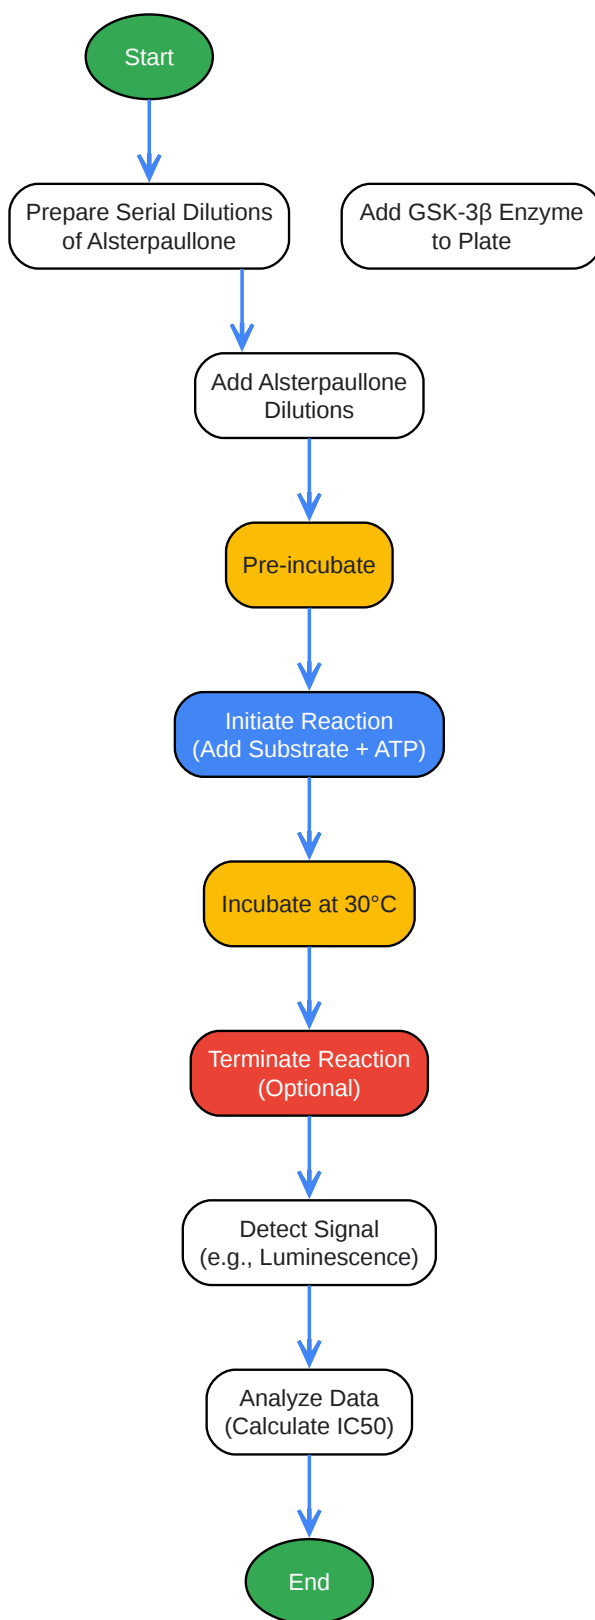 Start
Prepare Serial Dilutions
of Alsterpaullone
Add GSK-3β Enzyme
to Plate
Add Alsterpaullone
Dilutions
Pre-incubate
Initiate Reaction
(Add Substrate + ATP)
Incubate at 30°C
Terminate Reaction
(Optional)
Detect Signal
(e.g., Luminescence)
Analyze Data
(Calculate IC50)
End